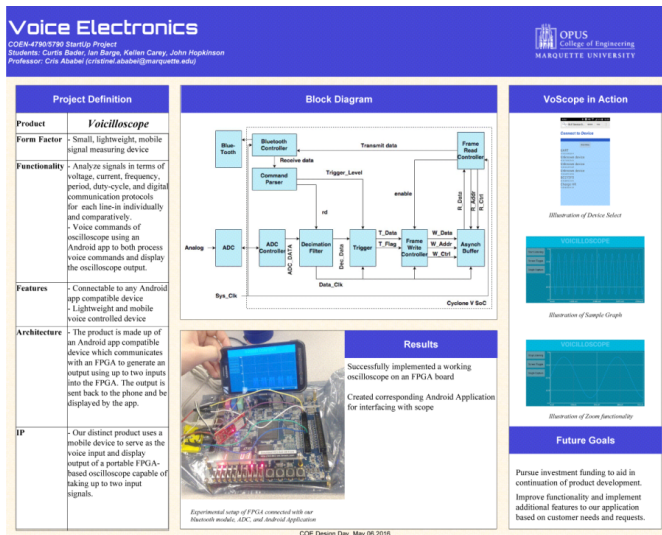 Voice Electronics
COEN-4790/5790 StartUp Project
Students: Curtis Bader, Ian Barge, Kellen Carey, John Hopkinson
Professor: Cris Ababei (cristinel.ababei@marquette.edu)
OPUS
College of Engineering
MARQUETTE UNIVERSITY
Project Definition
Product
Voicilloscope
Form Factor
- Small, lightweight, mobile
signal measuring device
Functionality
- Analyze signals in terms of
voltage, current, frequency,
period, duty-cycle, and digital
communication protocols
for each line-in individually
and comparatively.
- Voice commands of
oscilloscope using an
Android app to both process
voice commands and display
the oscilloscope output.
Features
- Connectable to any Android
app compatible device
- Lightweight and mobile
voice controlled device
Architecture
- The product is made up of
an Android app compatible
device which communicates
with an FPGA to generate an
output using up to two inputs
into the FPGA. The output is
sent back to the phone and be
displayed by the app.
IP
- Our distinct product uses a
mobile device to serve as the
voice input and display
output of a portable FPGA-
based oscilloscope capable of
taking up to two input
signals.
Block Diagram
Blue-
Tooth
Bluetooth
Controller
Transmit data
Frame
Read
Controller
Receive data
Command
Parser
Trigger_Level
enable
rd
R_Data
R_Addr
R_Ctrl
Analog
ADC
ADC
Controller
ADC_DATA
Decimation
Filter
Dec_Data
Trigger
T_Data
T_Flag
Frame
Write
Controller
W_Data
W_Addr
W_Ctrl
Asynch
Buffer
Data_Clk
Sys_Clk
Cyclone V SoC
Experimental setup of FPGA connected with our
bluetooth module, ADC, and Android Application
Results
Successfully implemented a working
oscilloscope on an FPGA board
Created corresponding Android Application
for interfacing with scope
VoScope in Action
Connect to Device
Illustration of Device Select
VOICILLOSCOPE
Illustration of Sample Graph
VOICILLOSCOPE
Illustration of Zoom functionality
Future Goals
Pursue investment funding to aid in
continuation of product development.
Improve functionality and implement
additional features to our application
based on customer needs and requests.
COE Design Day, May 06 2016